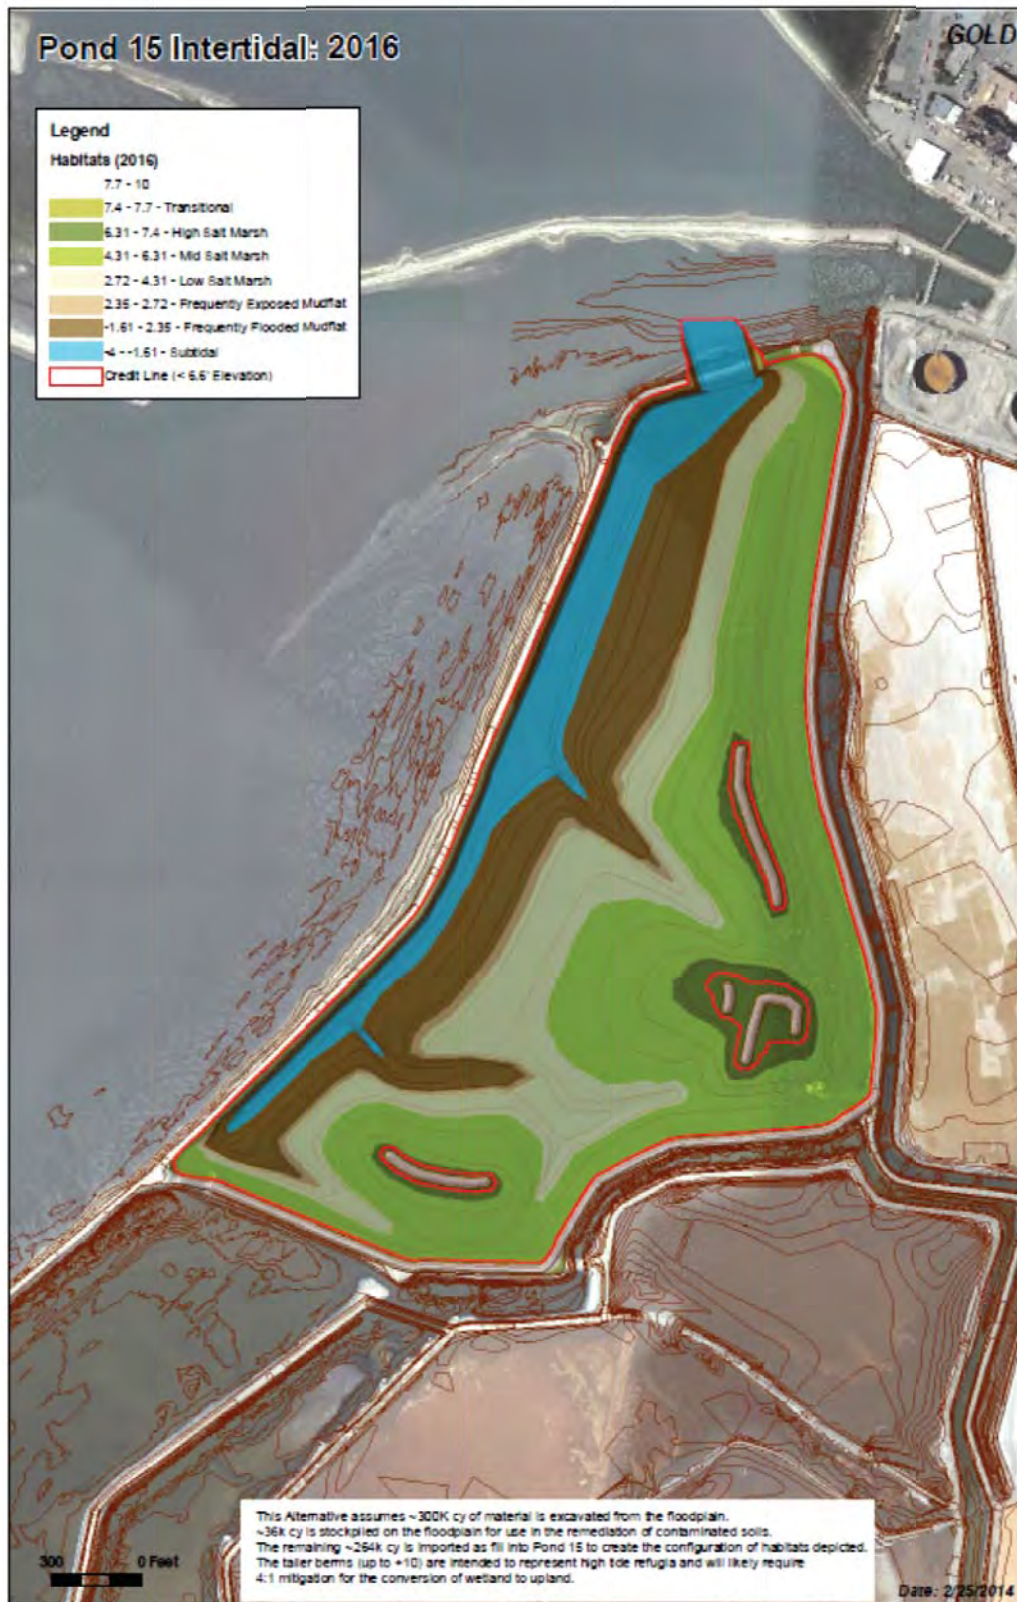 Pond 15 Intertidal: 2016
GOLD
Legend
Habitats (2016)
7.7 - 10
7.4 - 7.7 - Transitional
6.31 - 7.4 - High Salt Marsh
4.31 - 6.31 - Mid Salt Marsh
2.72 - 4.31 - Low Salt Marsh
2.35 - 2.72 - Frequently Exposed Mudflat
-1.61 - 2.35 - Frequently Flooded Mudflat
-4 - -1.61 - Subtidal
Credit Line (< 6.6' Elevation)
This Alternative assumes ~300K cy of material is excavated from the floodplain.
~36k cy is stockpiled on the floodplain for use in the remediation of contaminated soils.
The remaining ~264k cy is imported as fill into Pond 15 to create the configuration of habitats depicted.
The taller berms (up to +10) are intended to represent high tide refugia and will likely require
4:1 mitigation for the conversion of wetland to upland.
300 0 Feet
Date: 2/25/2014